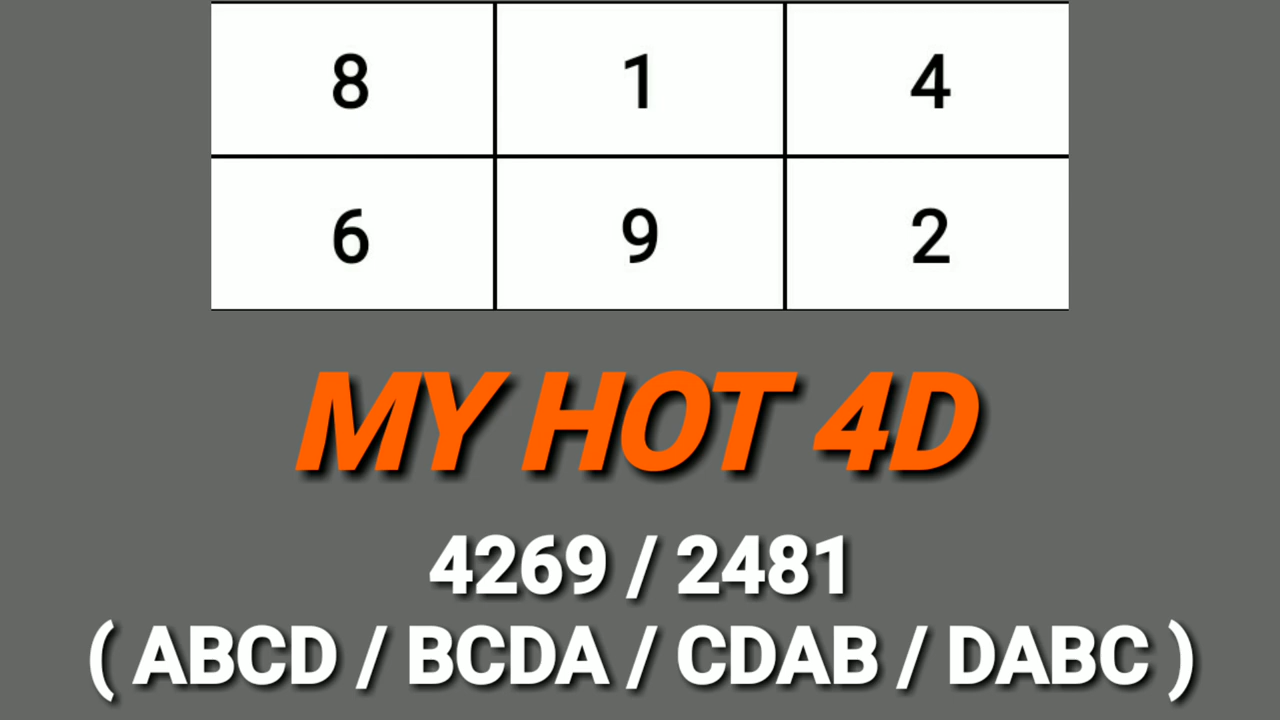 8 1 4
6 9 2
MY HOT 4D
4269 / 2481
( ABCD / BCDA / CDAB / DABC )